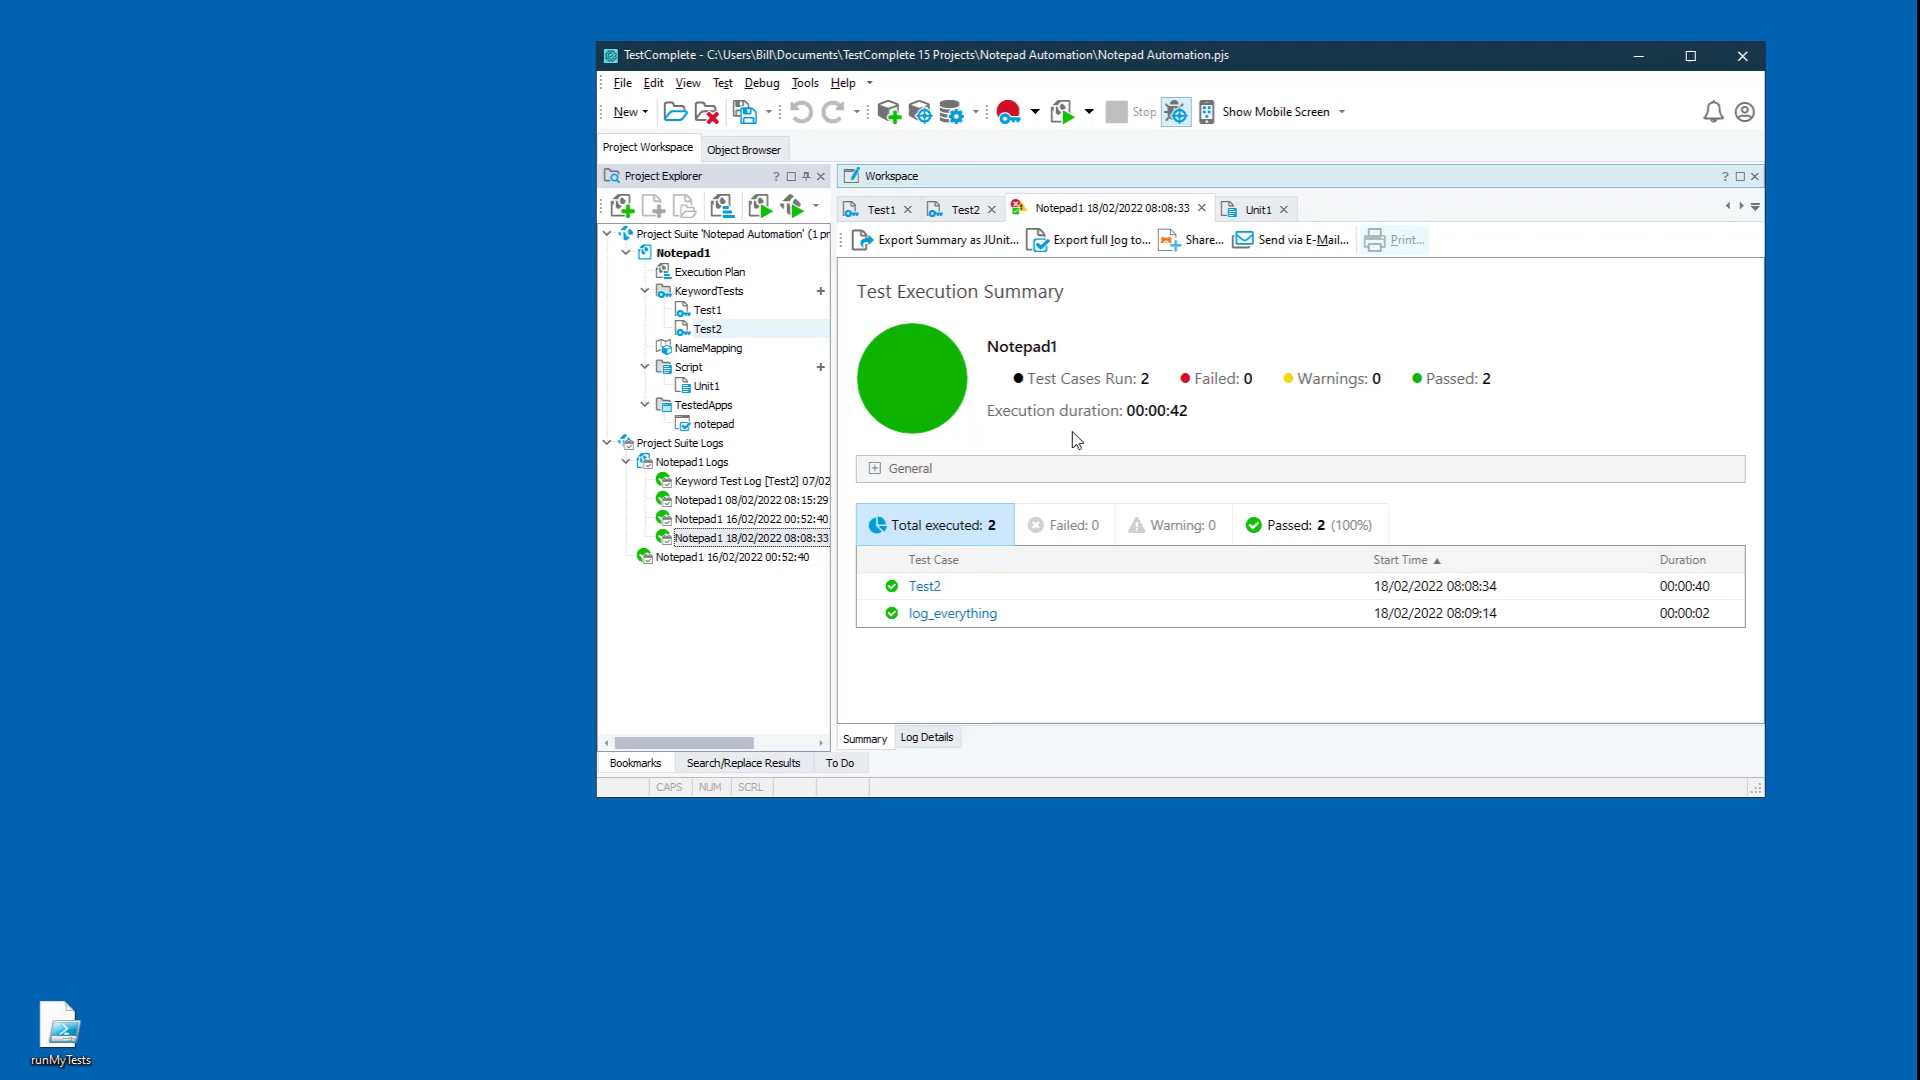 TestComplete - C:\Users\Bill\Documents\TestComplete 15 Projects\Notepad Automation\Notepad Automation.pjs
File Edit View Test Debug Tools Help
New Stop Show Mobile Screen
Project Workspace Object Browser
Project Explorer ?
Workspace ?
Test1 Test2 Notepad1 18/02/2022 08:08:33 Unit1
Export Summary as JUnit... Export full log to... Share... Send via E-Mail... Print...
Project Suite 'Notepad Automation' (1 pr
Notepad1
Execution Plan
KeywordTests
Test1
Test2
NameMapping
Script
Unit1
TestedApps
notepad
Project Suite Logs
Notepad1 Logs
Keyword Test Log [Test2] 07/02
Notepad1 08/02/2022 08:15:29
Notepad1 16/02/2022 00:52:40
Notepad1 18/02/2022 08:08:33
Notepad1 16/02/2022 00:52:40
Test Execution Summary
Notepad1
Test Cases Run: 2 Failed: 0 Warnings: 0 Passed: 2
Execution duration: 00:00:42
General
Total executed: 2 Failed: 0 Warning: 0 Passed: 2 (100%)
Test Case Start Time Duration
Test2 18/02/2022 08:08:34 00:00:40
log_everything 18/02/2022 08:09:14 00:00:02
Summary Log Details
Bookmarks Search/Replace Results To Do
CAPS NUM SCRL
runMyTests